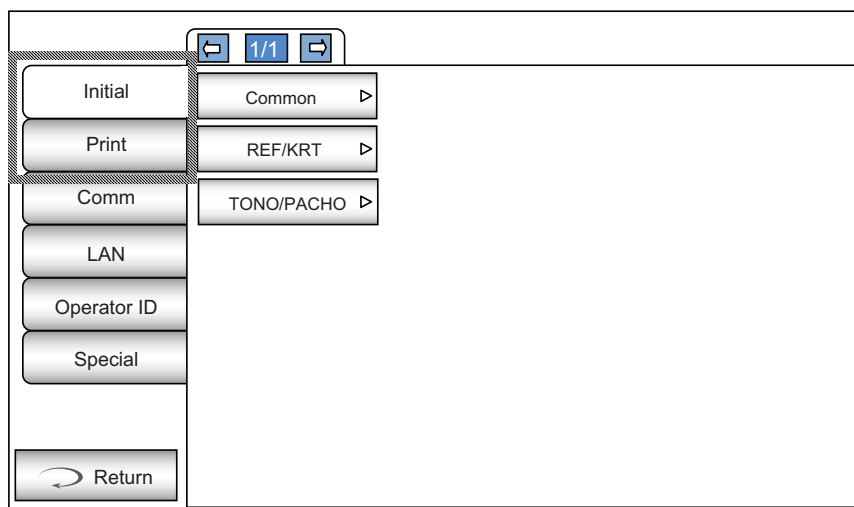 1/1
Initial
Common
Print
REF/KRT
Comm
TONO/PACHO
LAN
Operator ID
Special
Return